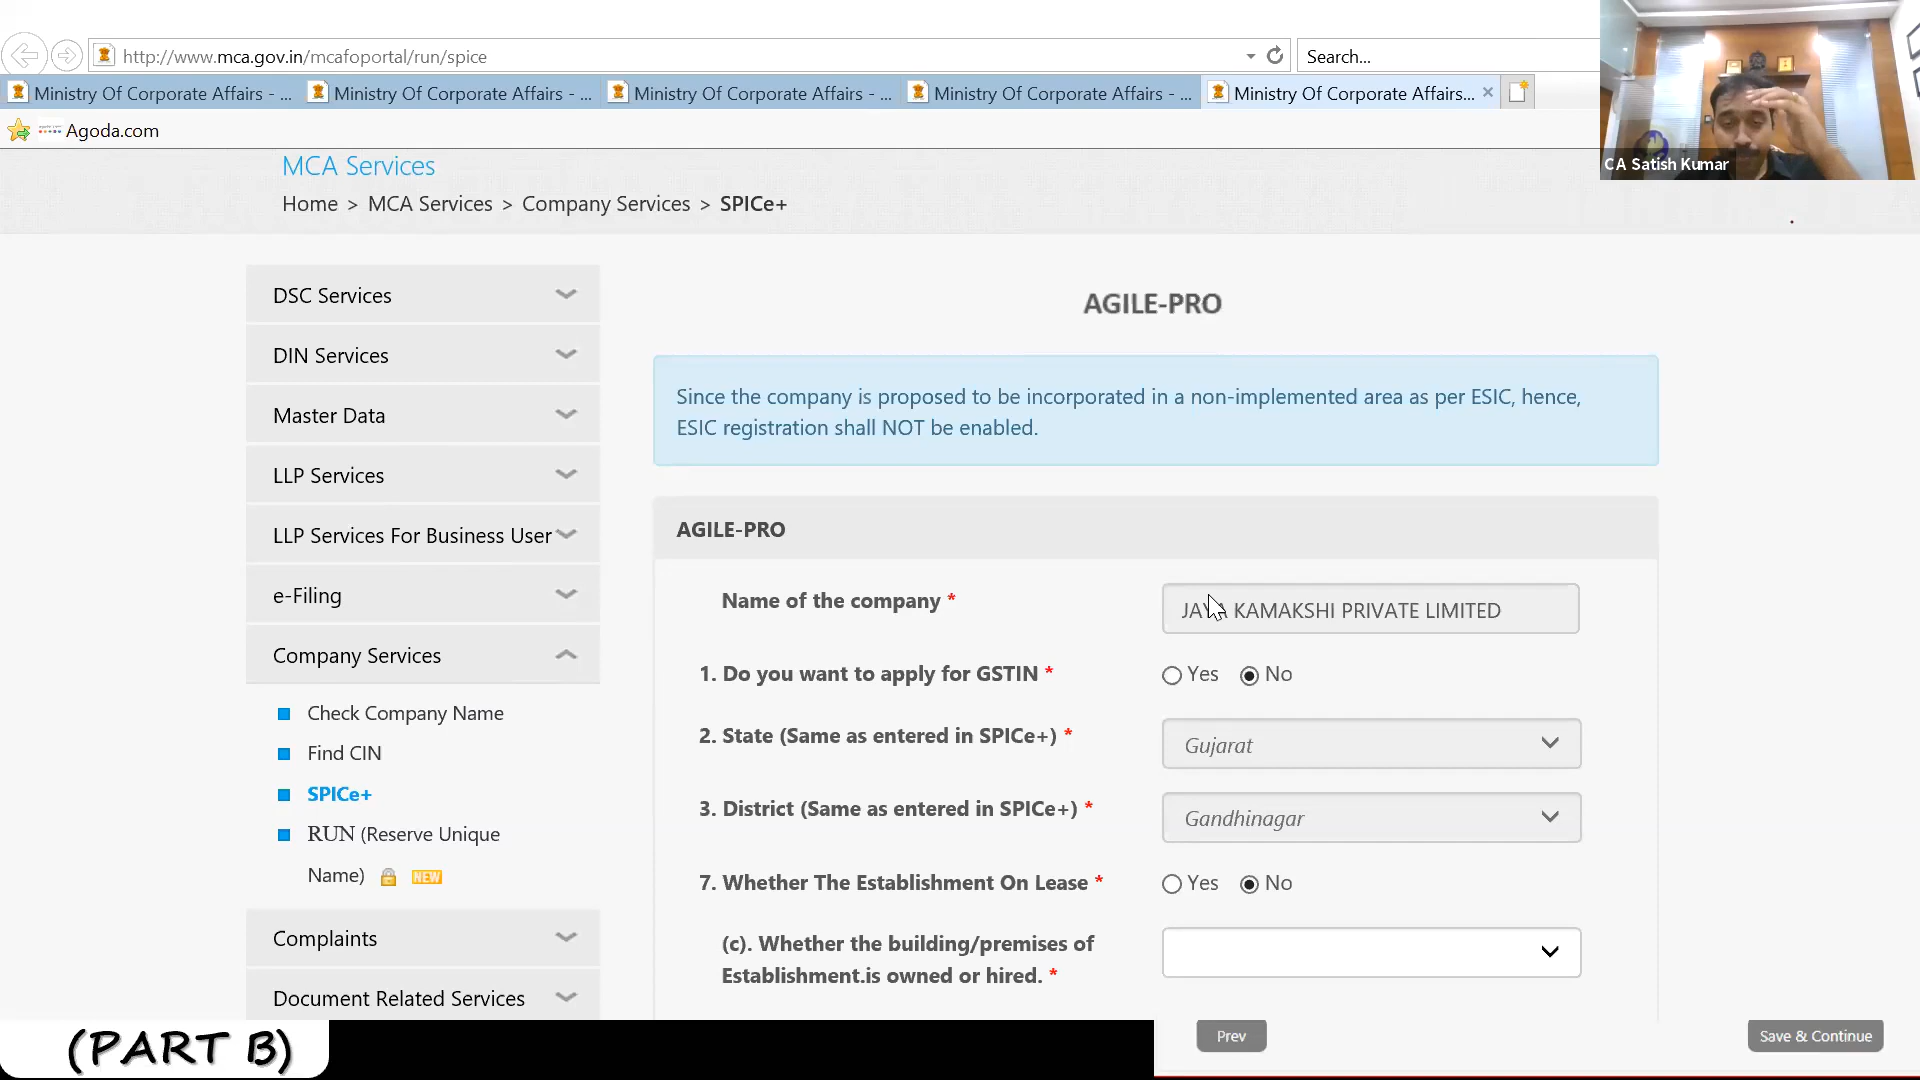 http://www.mca.gov.in/mcafoportal/run/spice
Search...
Ministry Of Corporate Affairs - ...
Ministry Of Corporate Affairs - ...
Ministry Of Corporate Affairs - ...
Ministry Of Corporate Affairs - ...
Ministry Of Corporate Affairs...
Agoda.com
CA Satish Kumar
MCA Services
Home > MCA Services > Company Services > SPICe+
DSC Services
DIN Services
Master Data
LLP Services
LLP Services For Business User
e-Filing
Company Services
Check Company Name
Find CIN
SPICe+
RUN (Reserve Unique
Name) NEW
Complaints
Document Related Services
AGILE-PRO
Since the company is proposed to be incorporated in a non-implemented area as per ESIC, hence,
ESIC registration shall NOT be enabled.
AGILE-PRO
Name of the company * KAMAKSHI PRIVATE LIMITED
1. Do you want to apply for GSTIN * Yes No
2. State (Same as entered in SPICe+) * Gujarat
3. District (Same as entered in SPICe+) * Gandhinagar
7. Whether The Establishment On Lease * Yes No
(c). Whether the building/premises of
Establishment.is owned or hired. *
(PART B)
Prev
Save & Continue